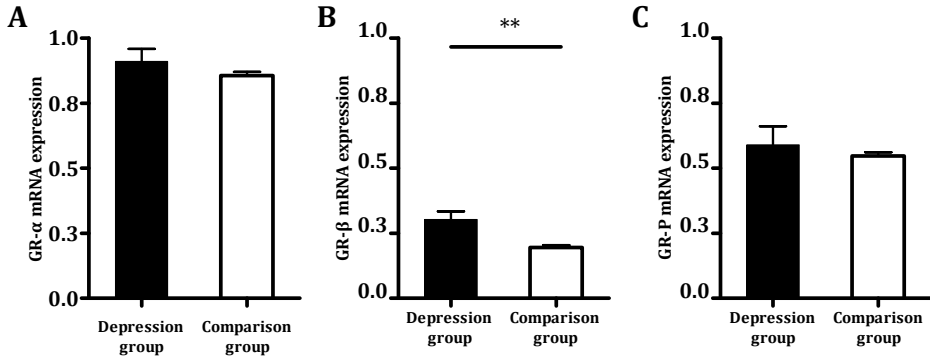 A
GR-α mRNA expression
1.0
0.8
0.5
0.3
0.0
Depression
group
Comparison
group
B
**
GR-β mRNA expression
1.0
0.8
0.5
0.3
0.0
Depression
group
Comparison
group
C
GR-P mRNA expression
1.0
0.8
0.5
0.3
0.0
Depression
group
Comparison
group